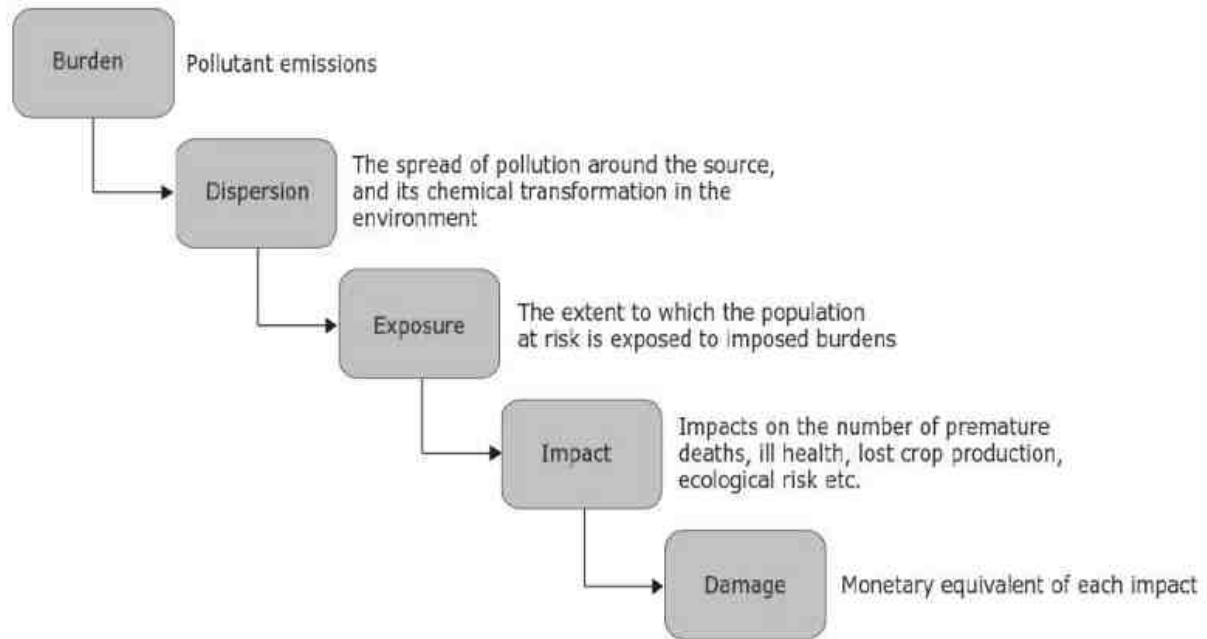 Burden
Pollutant emissions
Dispersion
The spread of pollution around the source,
and its chemical transformation in the
environment
Exposure
The extent to which the population
at risk is exposed to imposed burdens
Impact
Impacts on the number of premature
deaths, ill health, lost crop production,
ecological risk etc.
Damage
Monetary equivalent of each impact